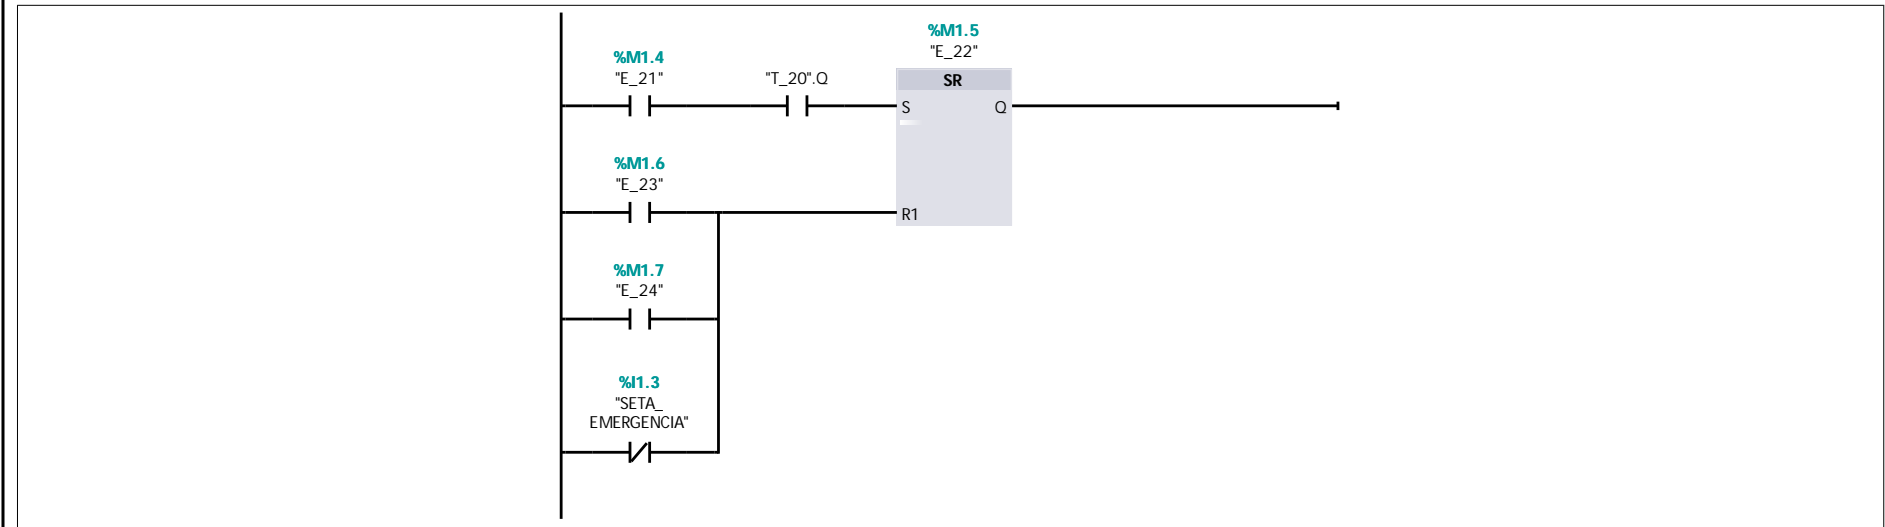 %M1.5
"E_22"
%M1.4
"E_21"
"T_20".Q
SR
S
Q
%M1.6
"E_23"
R1
%M1.7
"E_24"
%I1.3
"SETA_
EMERGENCIA"